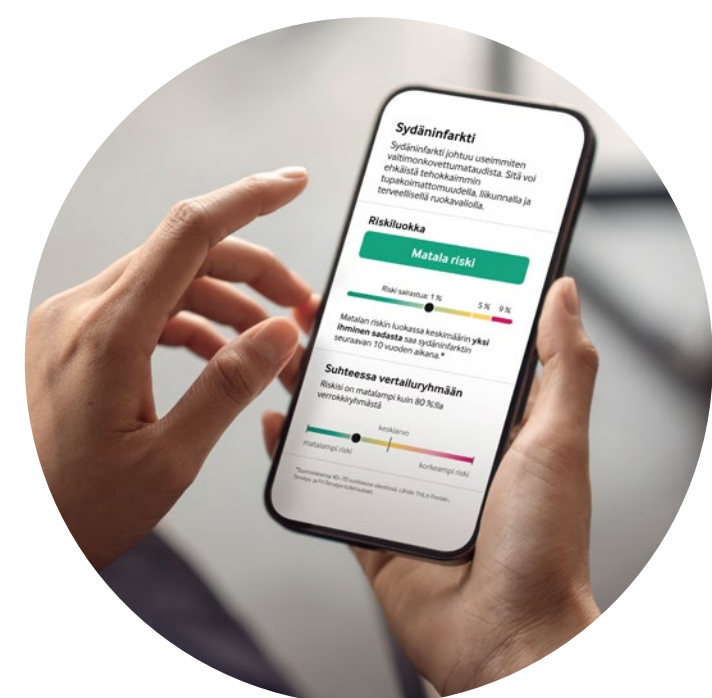 Sydäninfarkti
Sydäninfarkti johtuu useimmiten
valtimonkovettumataudista. Sitä voi
ehkäistä tehokkaimmin
tupakoimattomuudella, liikunnalla ja
terveellisellä ruokavaliolla.
Riskiluokka
Matala riski
Riski sairastua: 1 % 5 % 9 %
Matalan riskin luokassa keskimäärin yksi
ihminen sadasta saa sydäninfarktin
seuraavan 10 vuoden aikana.*
Suhteessa vertailuryhmään
Riskisi on matalampi kuin 80 %:lla
verrokkiryhmästä
keskiarvo
matalampi riski korkeampi riski